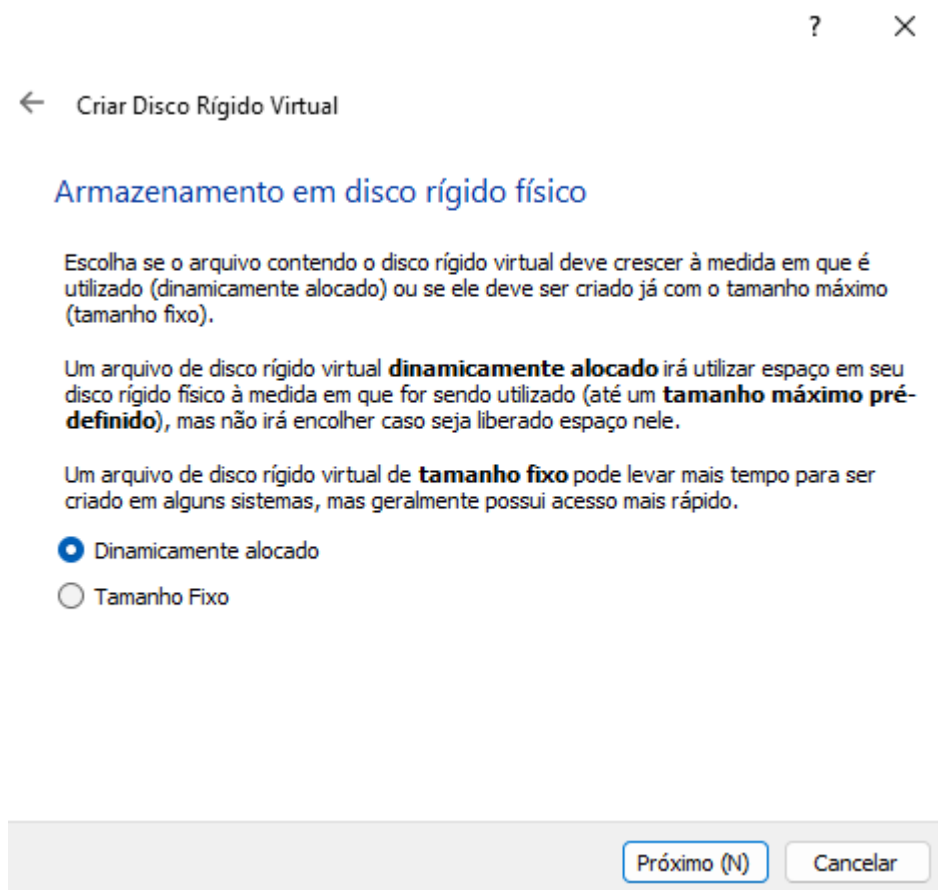 ?
Criar Disco Rígido Virtual
Armazenamento em disco rígido físico
Escolha se o arquivo contendo o disco rígido virtual deve crescer à medida em que é
utilizado (dinamicamente alocado) ou se ele deve ser criado já com o tamanho máximo
(tamanho fixo).
Um arquivo de disco rígido virtual dinamicamente alocado irá utilizar espaço em seu
disco rígido físico à medida em que for sendo utilizado (até um tamanho máximo pré-
definido), mas não irá encolher caso seja liberado espaço nele.
Um arquivo de disco rígido virtual de tamanho fixo pode levar mais tempo para ser
criado em alguns sistemas, mas geralmente possui acesso mais rápido.
Dinamicamente alocado
Tamanho Fixo
Próximo (N) Cancelar